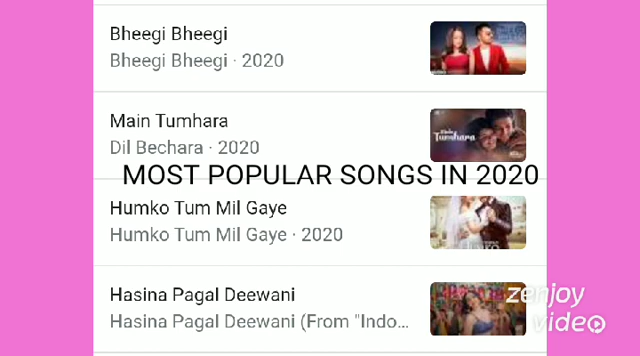 Bheegi Bheegi
Bheegi Bheegi · 2020
Main Tumhara
Dil Bechara · 2020
MOST POPULAR SONGS IN 2020
Humko Tum Mil Gaye
Humko Tum Mil Gaye · 2020
Hasina Pagal Deewani
Hasina Pagal Deewani (From "Indo...
Tumhara
zenjoy
video